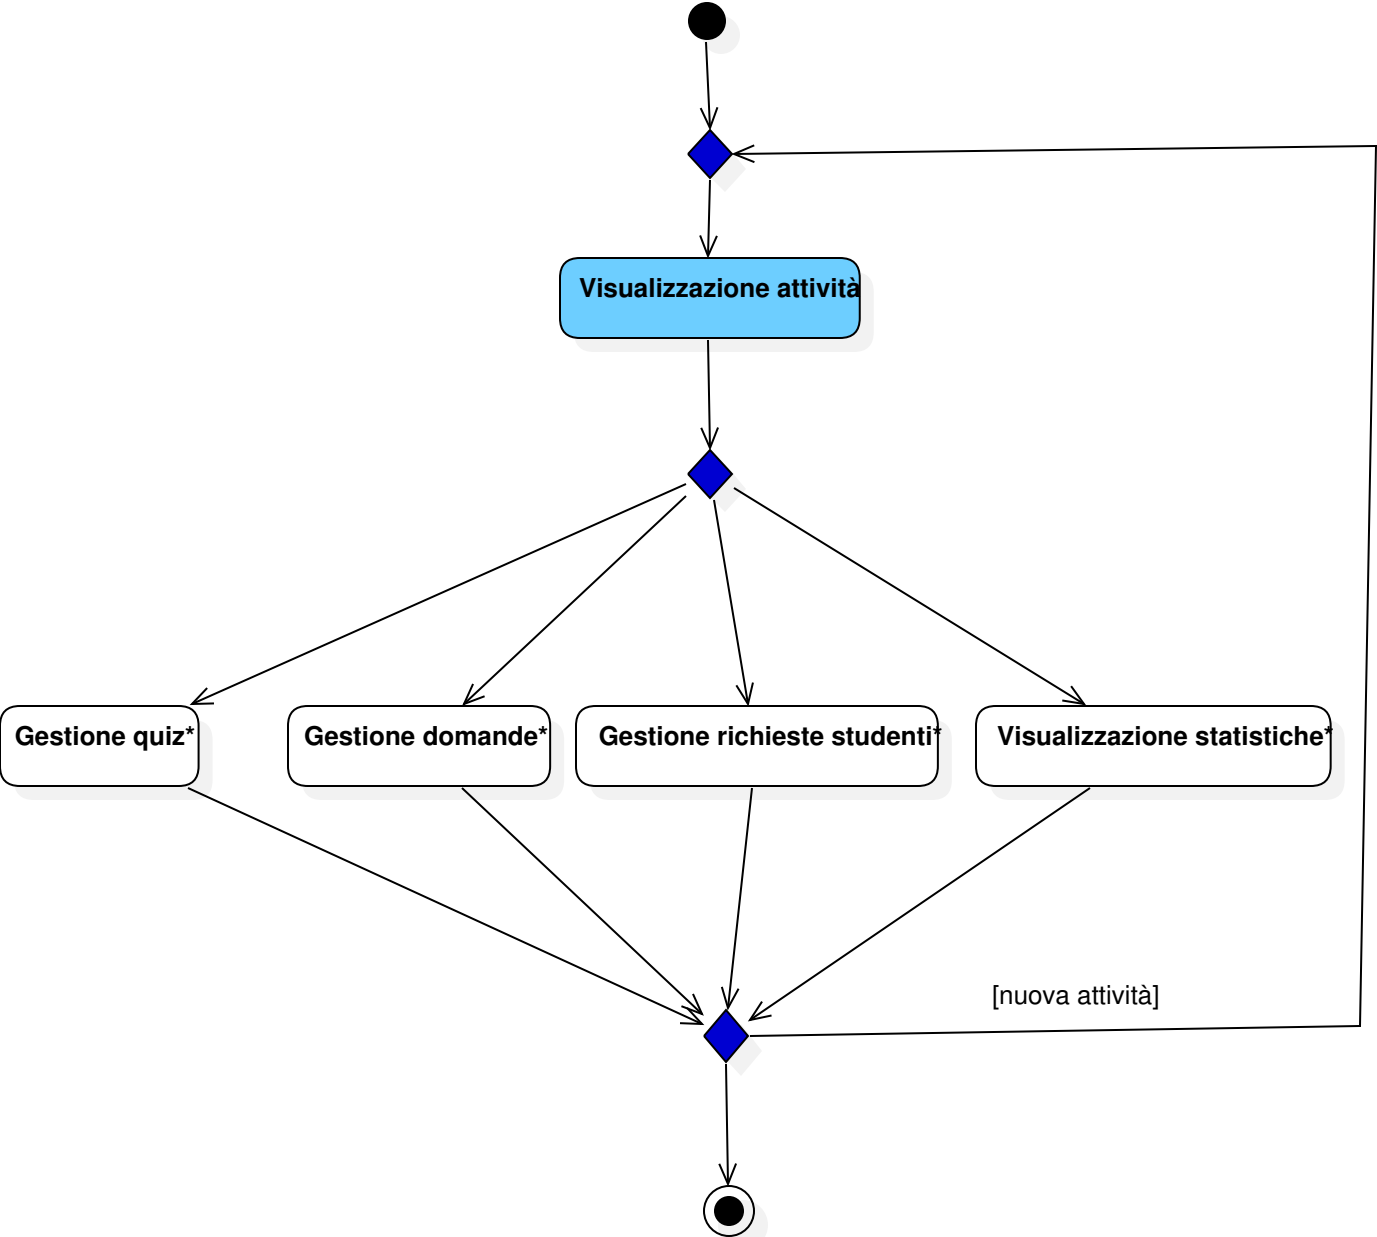 Visualizzazione attività
Gestione quiz*
Gestione domande*
Gestione richieste studenti*
Visualizzazione statistiche*
[nuova attività]